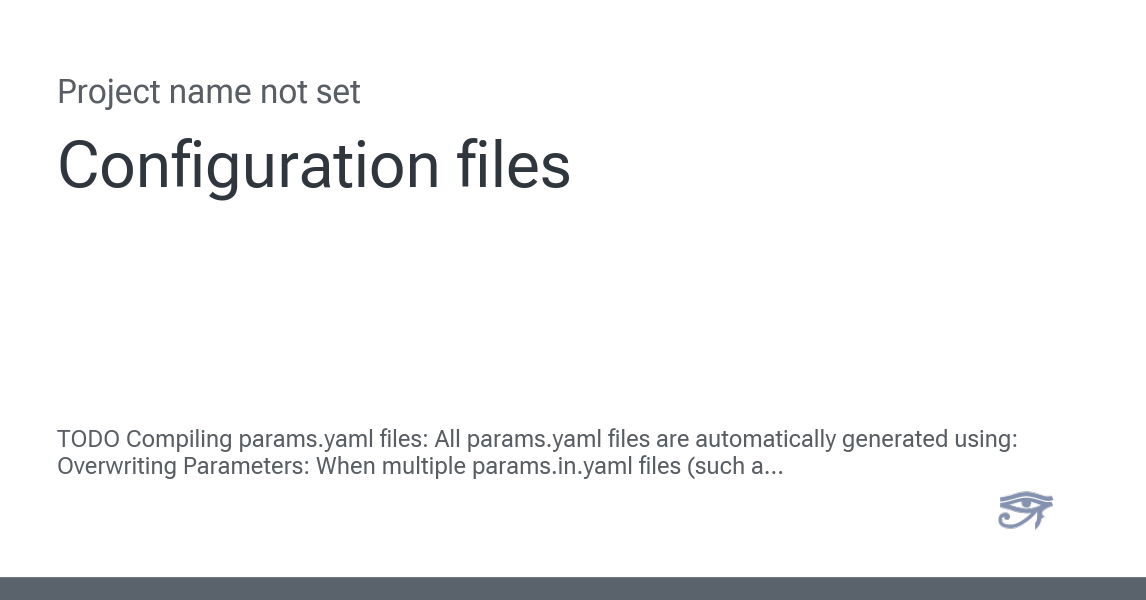 Project name not set
Configuration files
TODO Compiling params.yaml files: All params.yaml files are automatically generated using:
Overwriting Parameters: When multiple params.in.yaml files (such a...